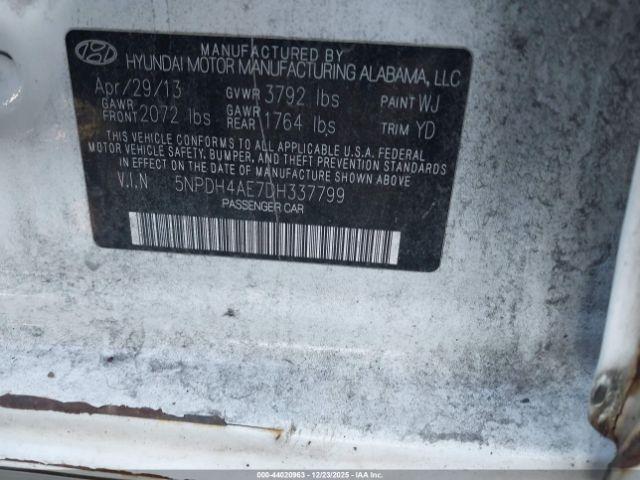 MANUFACTURED BY
HYUNDAI MOTOR MANUFACTURING ALABAMA, LLC
Apr/29/13 GVWR 3792 lbs PAINT WJ
GAWR FRONT 2072 lbs GAWR REAR 1764 lbs TRIM YD
THIS VEHICLE CONFORMS TO ALL APPLICABLE U.S.A. FEDERAL
MOTOR VEHICLE SAFETY, BUMPER, AND THEFT PREVENTION STANDARDS
IN EFFECT ON THE DATE OF MANUFACTURE SHOWN ABOVE
V.I.N 5NPDH4AE7DH337799
PASSENGER CAR
000-44020963 - 12/23/2025 - IAAI.COM